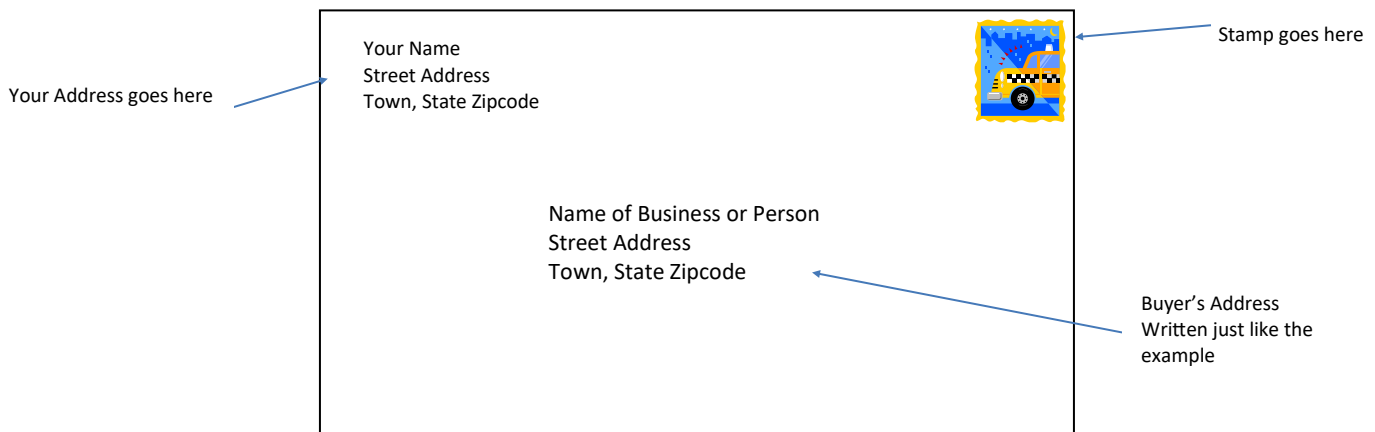 Your Name
Street Address
Town, State Zipcode
Stamp goes here
Your Address goes here
Name of Business or Person
Street Address
Town, State Zipcode
Buyer’s Address
Written just like the
example